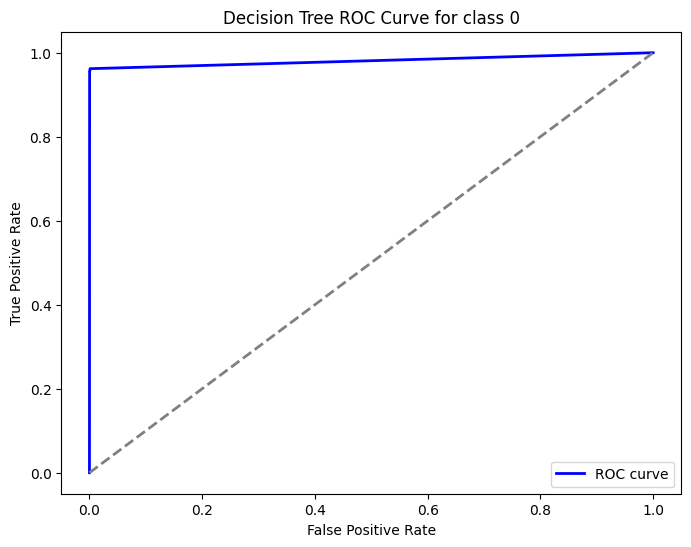 Decision Tree ROC Curve for class 0
True Positive Rate
1.0
0.8
0.6
0.4
0.2
0.0
ROC curve
0.0 0.2 0.4 0.6 0.8 1.0
False Positive Rate